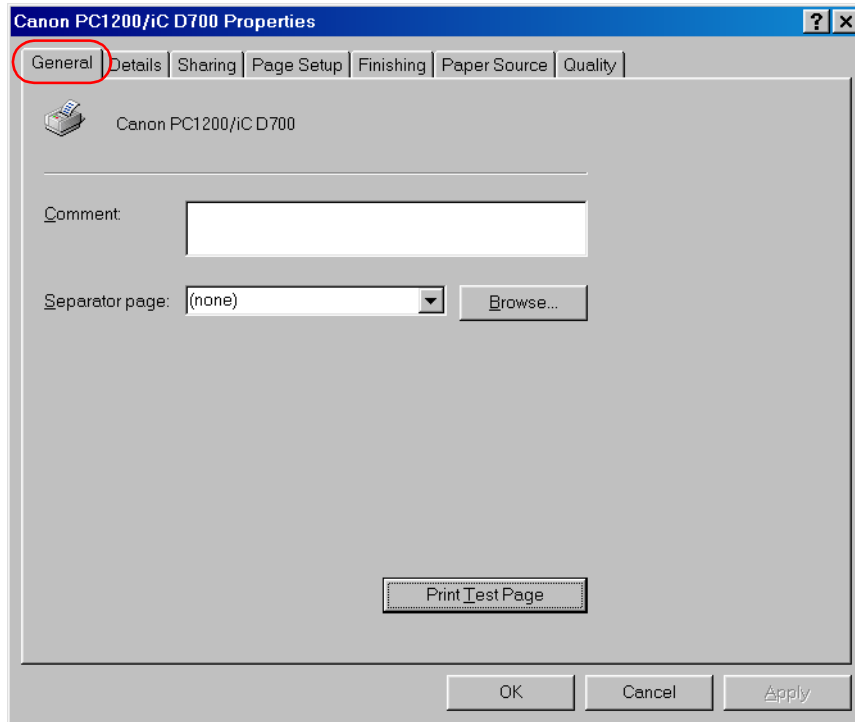 Canon PC1200/iC D700 Properties
General Details Sharing Page Setup Finishing Paper Source Quality
Canon PC1200/iC D700
Comment:
Separator page: (none) Browse...
Print Test Page
OK Cancel Apply